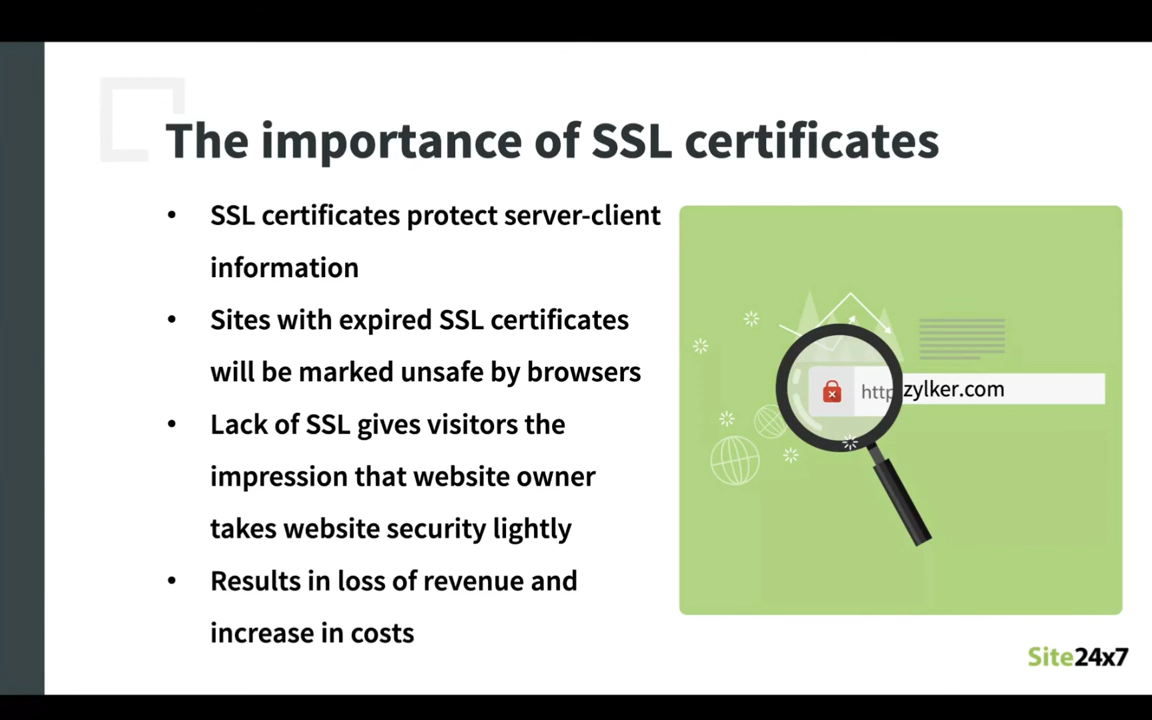 The importance of SSL certificates
• SSL certificates protect server-client
information
• Sites with expired SSL certificates
will be marked unsafe by browsers
• Lack of SSL gives visitors the
impression that website owner
takes website security lightly
• Results in loss of revenue and
increase in costs
http zylker.com
Site24x7